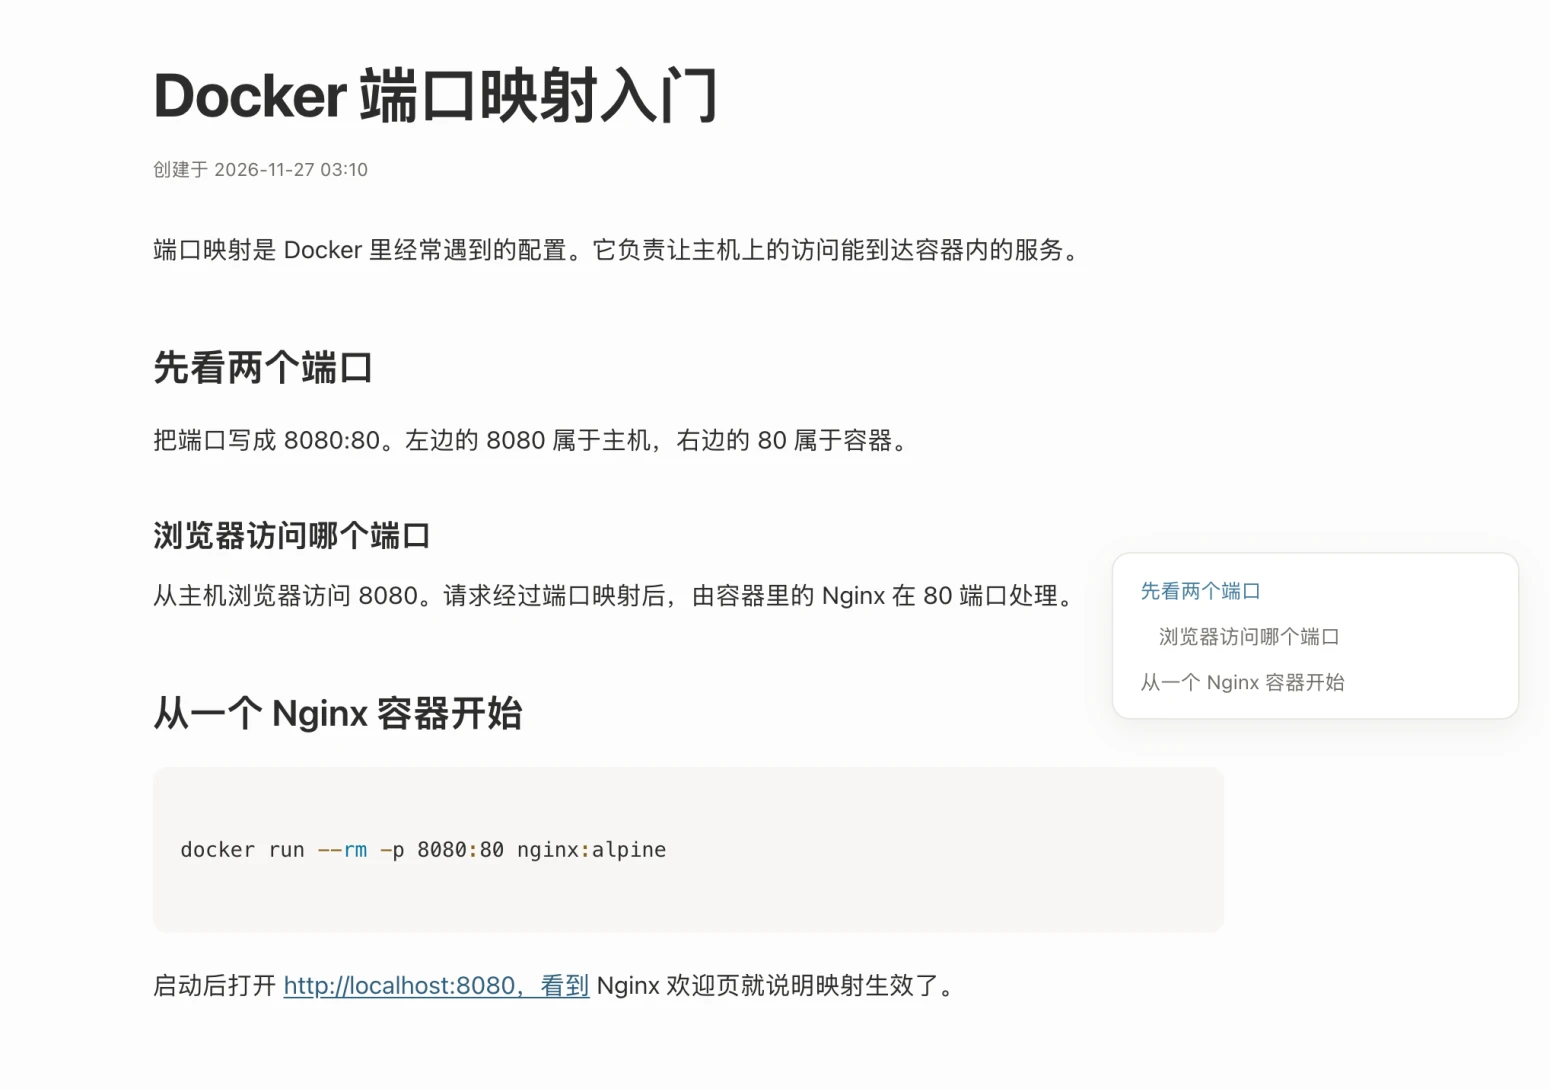 Docker 端口映射入门
创建于 2026-11-27 03:10
端口映射是 Docker 里经常遇到的配置。它负责让主机上的访问能到达容器内的服务。
先看两个端口
把端口写成 8080:80。左边的 8080 属于主机，右边的 80 属于容器。
浏览器访问哪个端口
从主机浏览器访问 8080。请求经过端口映射后，由容器里的 Nginx 在 80 端口处理。
先看两个端口
浏览器访问哪个端口
从一个 Nginx 容器开始
从一个 Nginx 容器开始
docker run --rm -p 8080:80 nginx:alpine
启动后打开 http://localhost:8080，看到 Nginx 欢迎页就说明映射生效了。